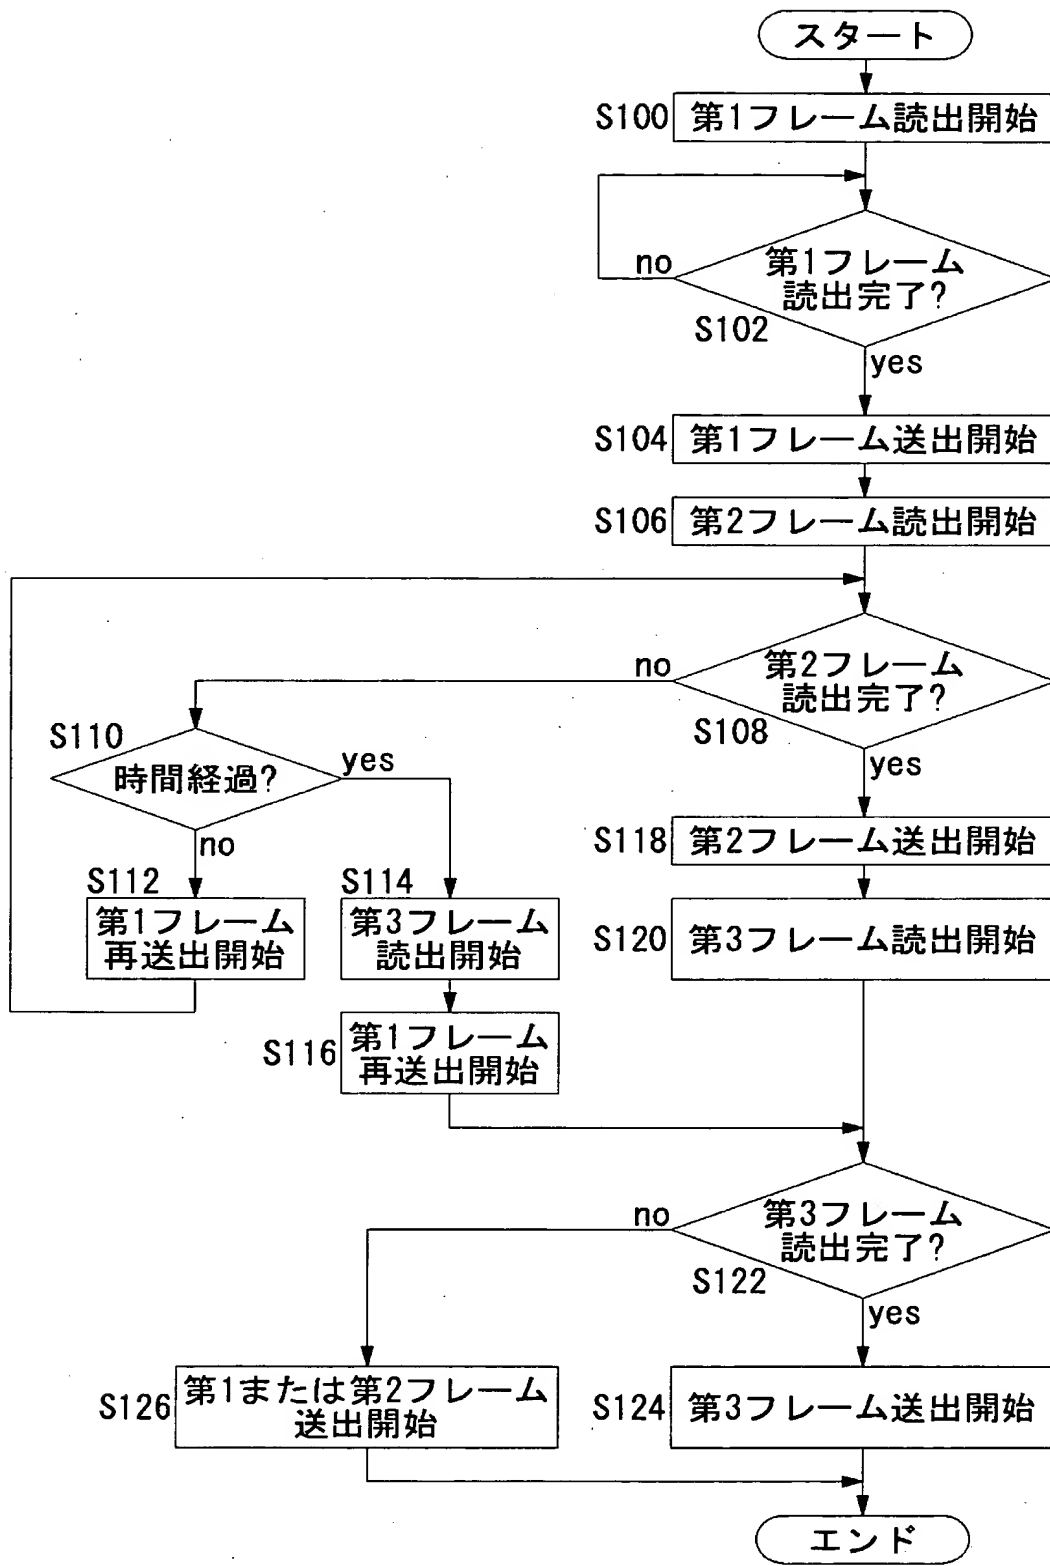 スタート
S100
第1フレーム読出開始
第1フレーム
読出完了?
no
S102
yes
S104
第1フレーム送出開始
S106
第2フレーム読出開始
第2フレーム
読出完了?
no
S108
yes
S110
時間経過?
yes
no
S118
第2フレーム送出開始
S112
第1フレーム
再送出開始
S114
第3フレーム
読出開始
S120
第3フレーム読出開始
S116
第1フレーム
再送出開始
第3フレーム
読出完了?
no
S122
yes
S126
第1または第2フレーム
送出開始
S124
第3フレーム送出開始
エンド